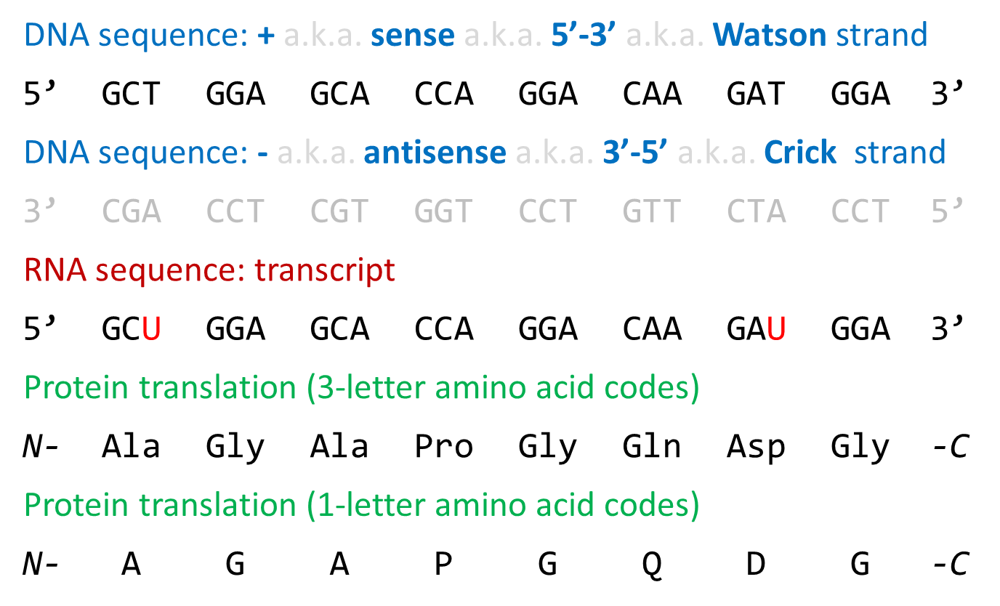 DNA sequence: + a.k.a. sense a.k.a. 5’-3’ a.k.a. Watson strand
5’ GCT GGA GCA CCA GGA CAA GAT GGA 3’
DNA sequence: - a.k.a. antisense a.k.a. 3’-5’ a.k.a. Crick strand
3’ CGA CCT CGT GGT CCT GTT CTA CCT 5’
RNA sequence: transcript
5’ GCU GGA GCA CCA GGA CAA GAU GGA 3’
Protein translation (3-letter amino acid codes)
N- Ala Gly Ala Pro Gly Gln Asp Gly -C
Protein translation (1-letter amino acid codes)
N- A G A P G Q D G -C